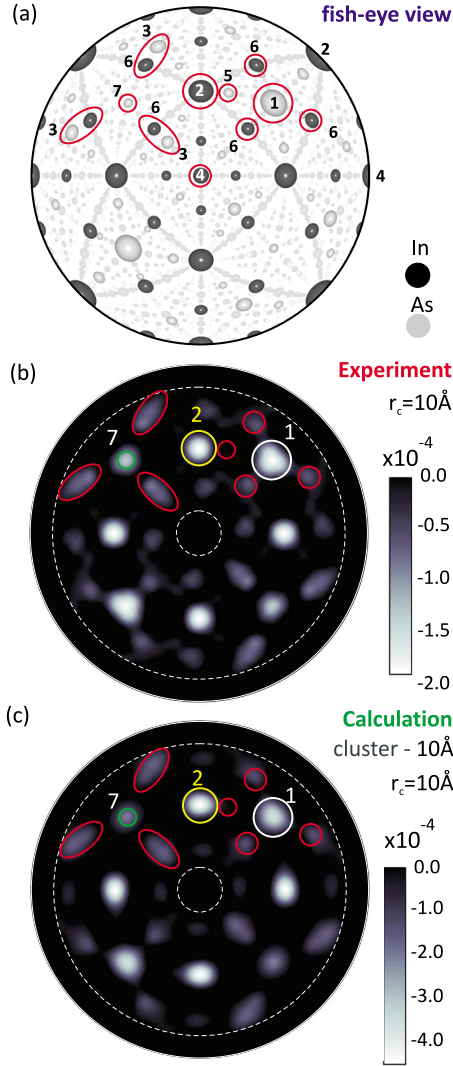 (a)
fish-eye view
3
6
2
6
7
2
5
1
6
3
6
3
6
4
4
In
As
(b)
Experiment
r_c=10Å
2
1
7
x10^-4
0.0
-0.5
-1.0
-1.5
-2.0
(c)
Calculation
cluster - 10Å
r_c=10Å
2
1
7
x10^-4
0.0
-1.0
-2.0
-3.0
-4.0